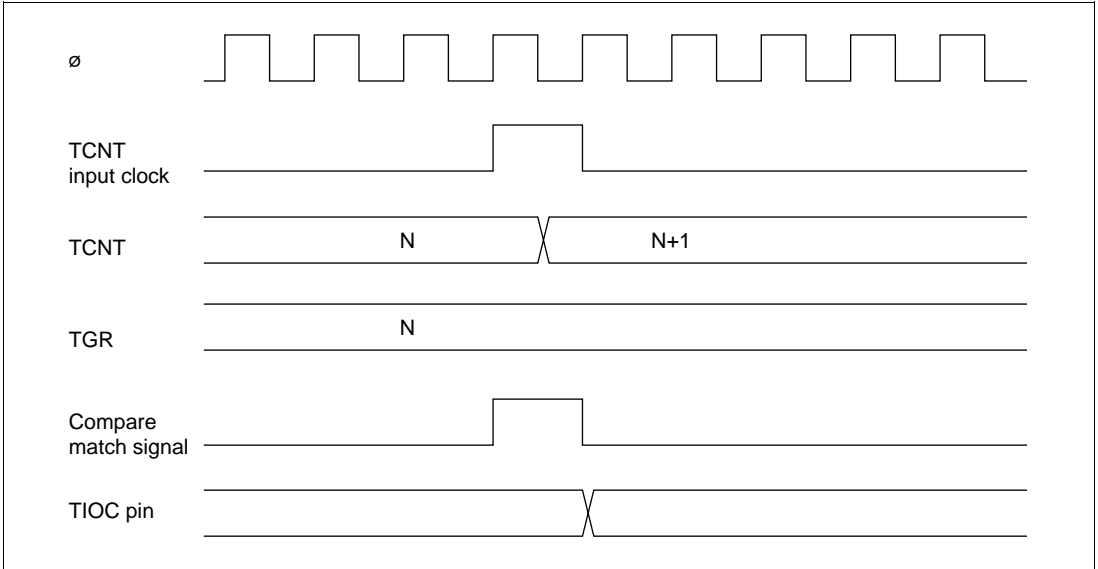 ø
TCNT
input clock
TCNT
N
N+1
TGR
N
Compare
match signal
TIOC pin